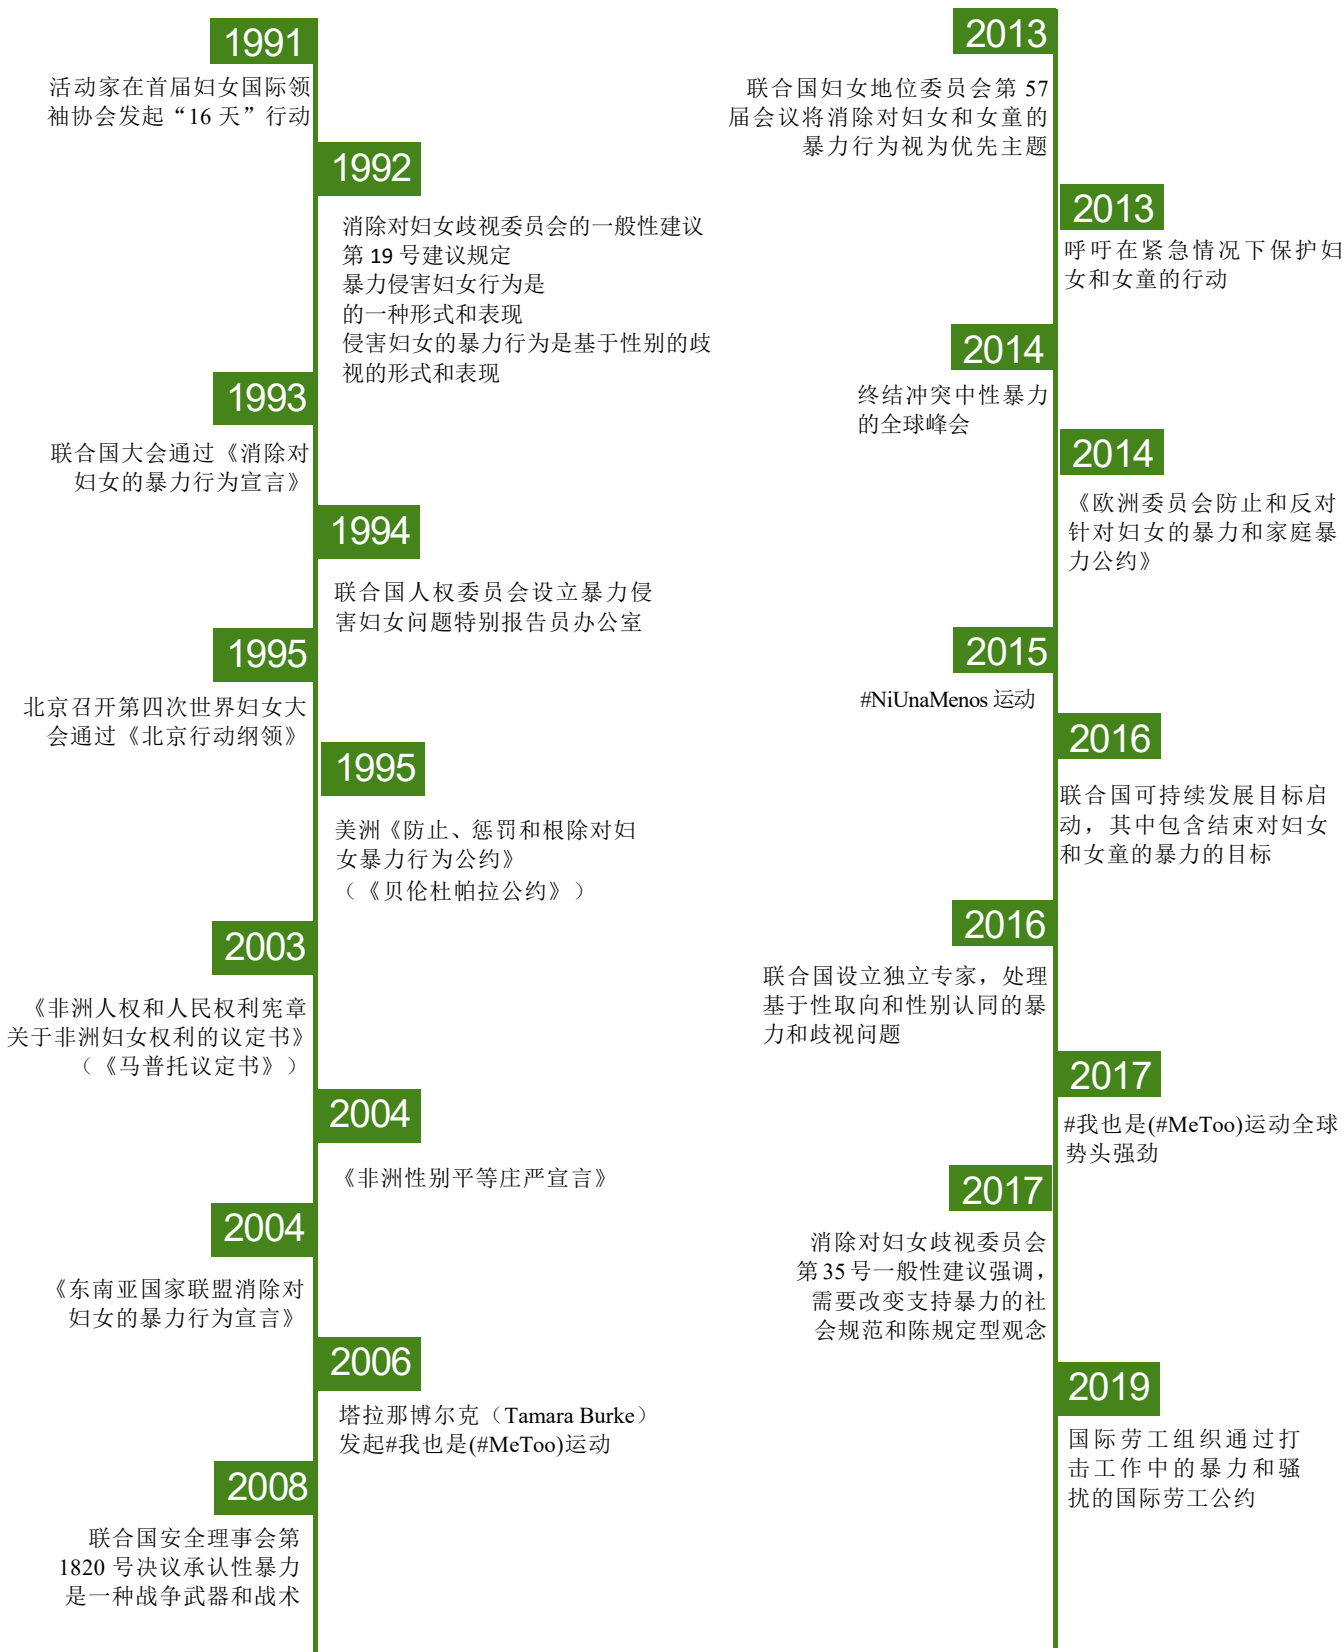 1991
活动家在首届妇女国际领
袖协会发起“16 天”行动
1992
消除对妇女歧视委员会的一般性建议
第 19 号建议规定
暴力侵害妇女行为是
的一种形式和表现
侵害妇女的暴力行为是基于性别的歧
视的形式和表现
1993
联合国大会通过《消除对
妇女的暴力行为宣言》
1994
联合国人权委员会设立暴力侵
害妇女问题特别报告员办公室
1995
北京召开第四次世界妇女大
会通过《北京行动纲领》
1995
美洲《防止、惩罚和根除对妇
女暴力行为公约》
（《贝伦杜帕拉公约》）
2003
《非洲人权和人民权利宪章
关于非洲妇女权利的议定书》
（《马普托议定书》）
2004
《非洲性别平等庄严宣言》
2004
《东南亚国家联盟消除对
妇女的暴力行为宣言》
2006
塔拉那博尔克（Tamara Burke）
发起#我也是(#MeToo)运动
2008
联合国安全理事会第
1820 号决议承认性暴力
是一种战争武器和战术
2013
联合国妇女地位委员会第 57
届会议将消除对妇女和女童的
暴力行为视为优先主题
2013
呼吁在紧急情况下保护妇
女和女童的行动
2014
终结冲突中性暴力
的全球峰会
2014
《欧洲委员会防止和反对
针对妇女的暴力和家庭暴
力公约》
2015
#NiUnaMenos 运动
2016
联合国可持续发展目标启
动，其中包含结束对妇女
和女童的暴力的目标
2016
联合国设立独立专家，处理
基于性取向和性别认同的暴
力和歧视问题
2017
#我也是(#MeToo)运动全球
势头强劲
2017
消除对妇女歧视委员会
第 35 号一般性建议强调，
需要改变支持暴力的社
会规范和陈规定型观念
2019
国际劳工组织通过打
击工作中的暴力和骚
扰的国际劳工公约